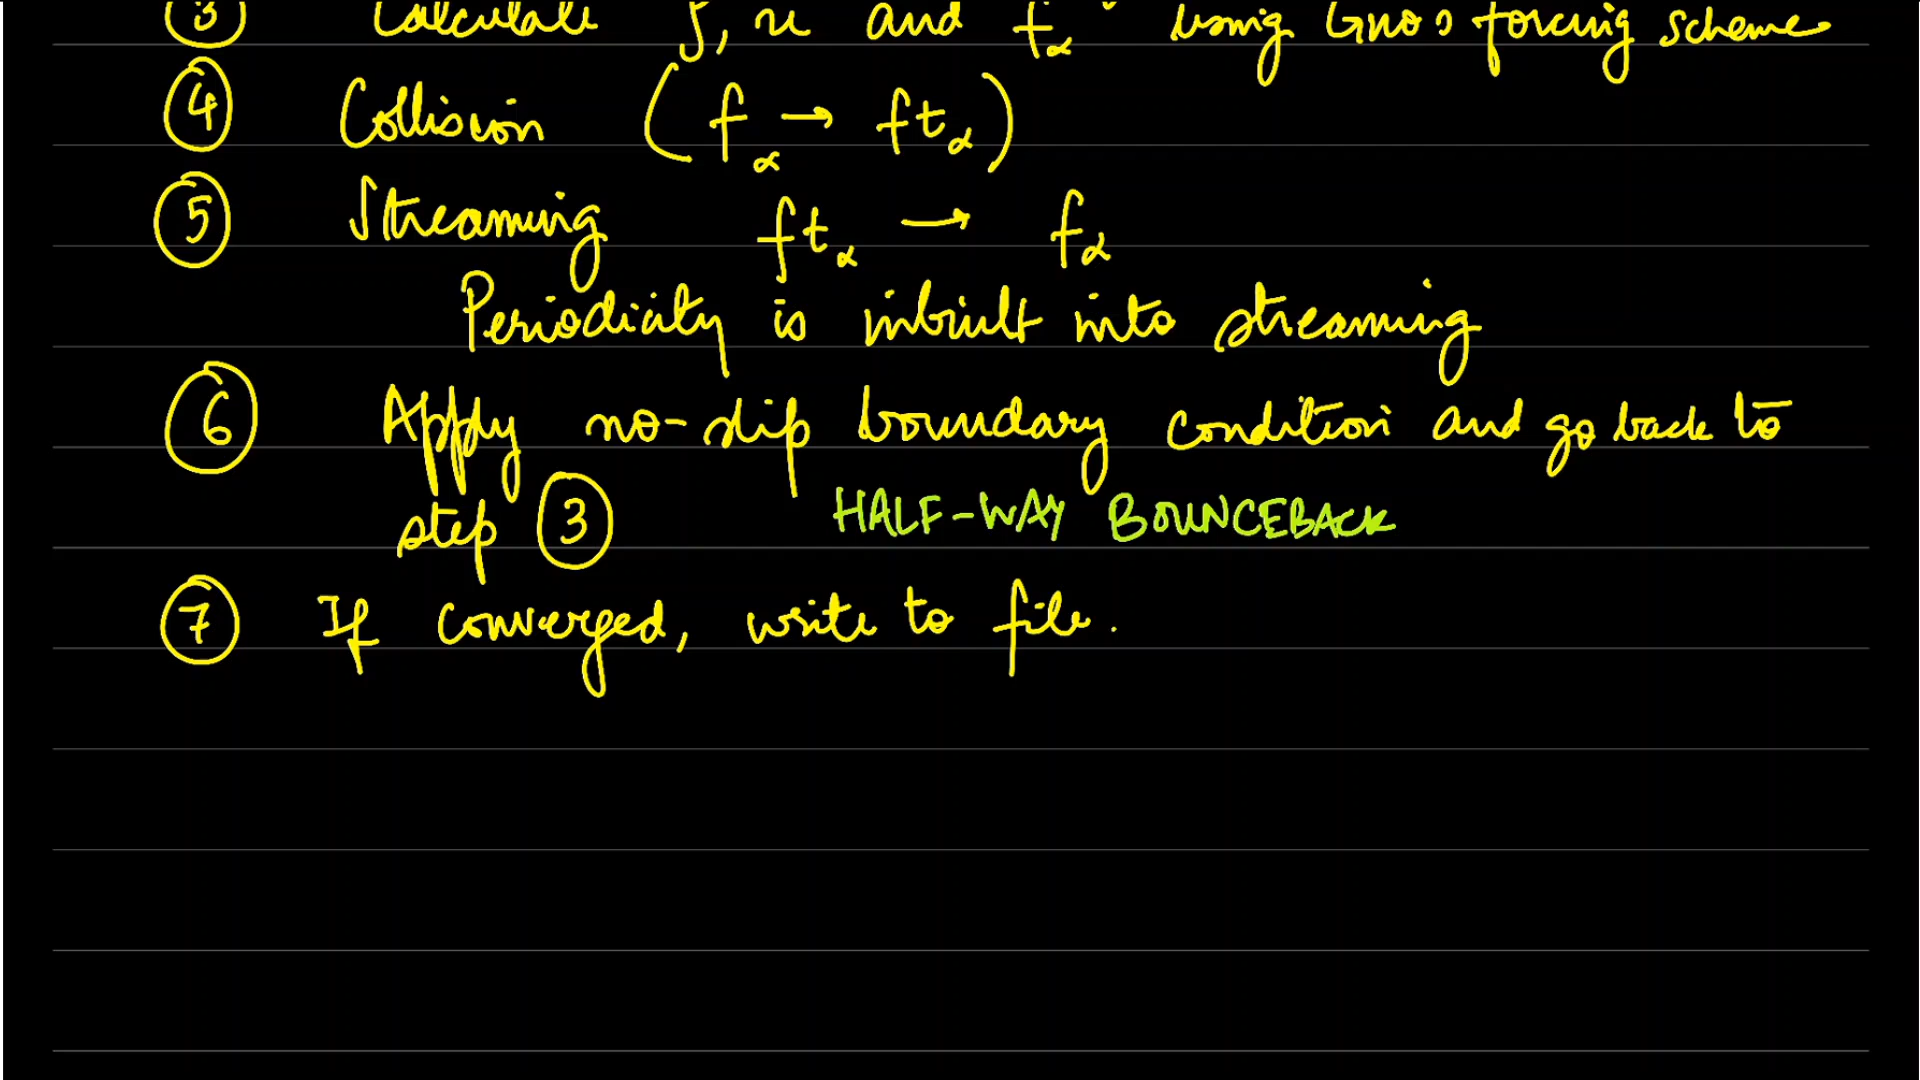 ③ Calculate ρ, u and fα using Guo's forcing scheme
④ Collision (fα → ftα)
⑤ Streaming ftα → fα
Periodicity is inbuilt into streaming
⑥ Apply no-slip boundary condition and go back to
step ③ HALF-WAY BOUNCEBACK
⑦ If converged, write to file.